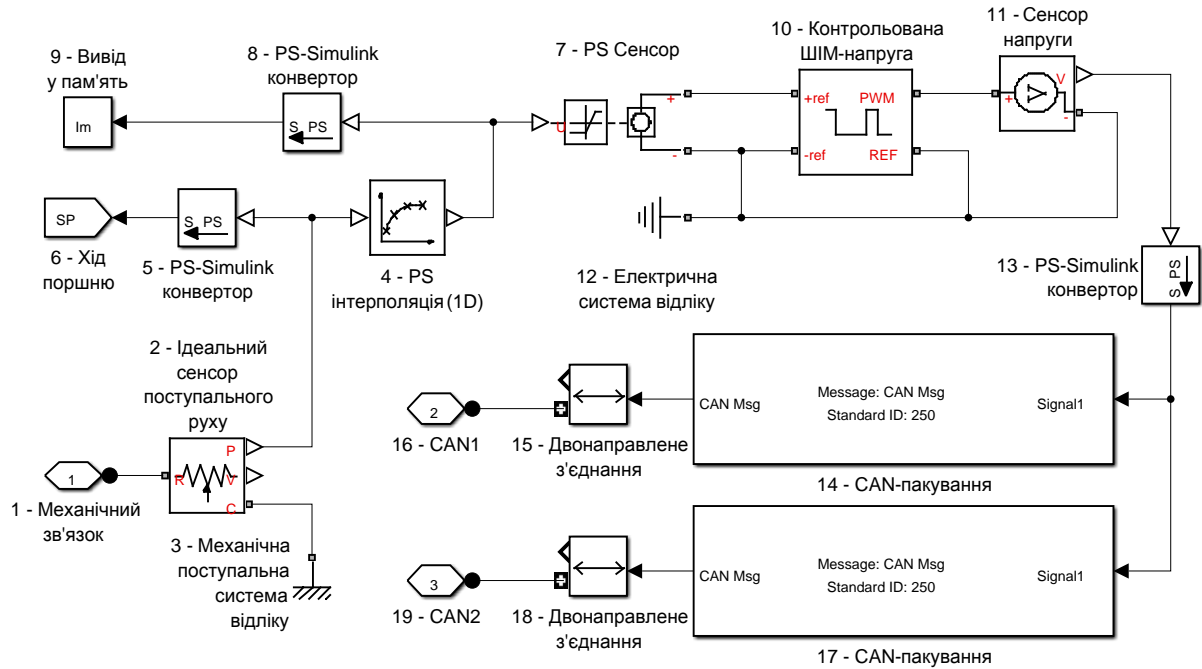 9 - Вивід
у пам'ять
Im
8 - PS-Simulink
конвертор
S PS
7 - PS Сенсор
U
+
-
10 - Контрольована
ШІМ-напруга
+ref
PWM
-ref
REF
11 - Сенсор
напруги
V
+
V
-
SP
6 - Хід
поршню
S PS
5 - PS-Simulink
конвертор
4 - PS
інтерполяція (1D)
12 - Електрична
система відліку
13 - PS-Simulink
конвертор
S PS
2 - Ідеальний
сенсор
поступального
руху
P
R
V
C
1
1 - Механічний
зв'язок
3 - Механічна
поступальна
система
відліку
2
16 - CAN1
15 - Двонаправлене
з'єднання
CAN Msg
Message: CAN Msg
Standard ID: 250
Signal1
14 - CAN-пакування
3
19 - CAN2
18 - Двонаправлене
з'єднання
CAN Msg
Message: CAN Msg
Standard ID: 250
Signal1
17 - CAN-пакування